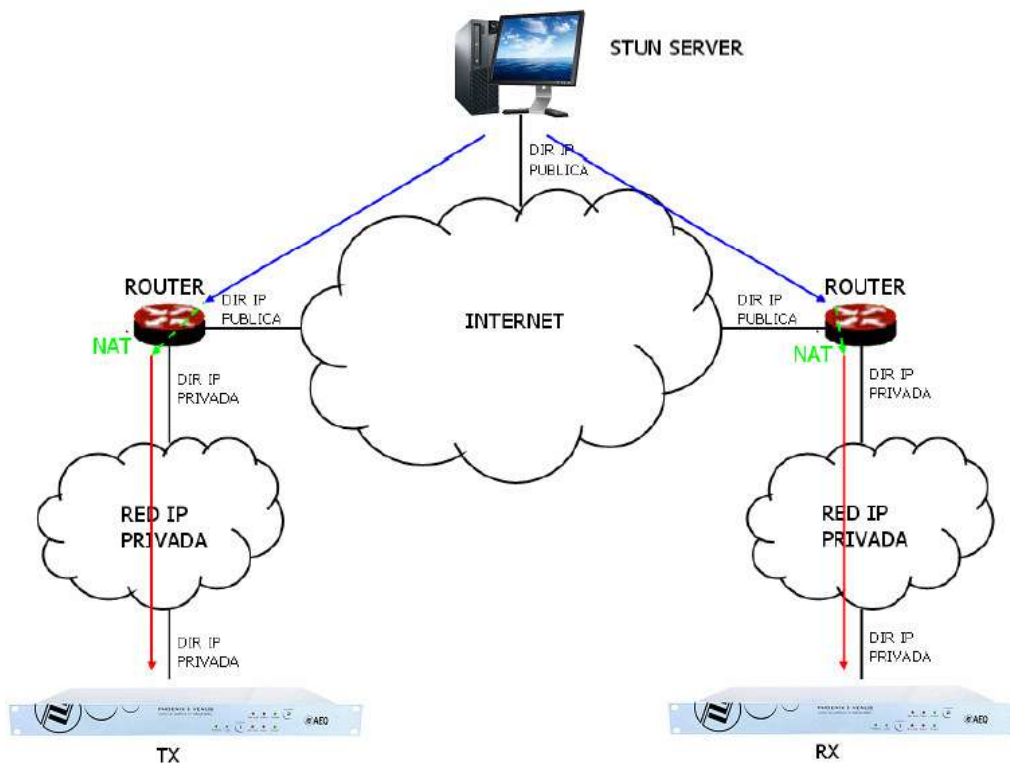 STUN SERVER
DIR IP
PUBLICA
ROUTER
DIR IP
PUBLICA
INTERNET
DIR IP
PUBLICA
ROUTER
NAT
NAT
DIR IP
PRIVADA
DIR IP
PRIVADA
RED IP
PRIVADA
RED IP
PRIVADA
DIR IP
PRIVADA
DIR IP
PRIVADA
PHOENIX 2 VENUS
AEQ
PHOENIX 2 VENUS
AEQ
TX
RX